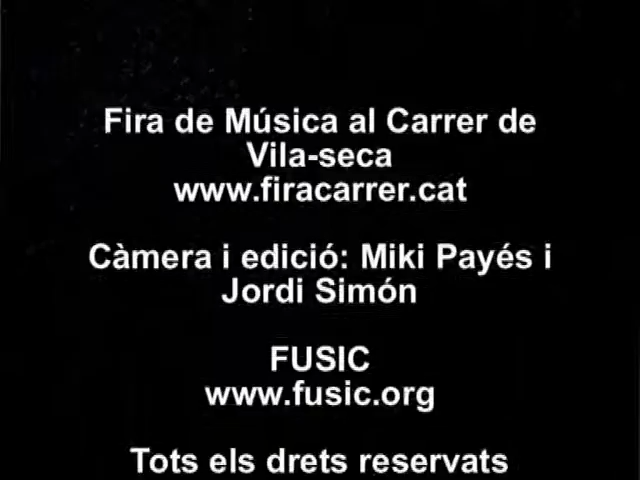 Fira de Música al Carrer de
Vila-seca
www.firacarrer.cat
Càmera i edició: Miki Payés i
Jordi Simón
FUSIC
www.fusic.org
Tots els drets reservats